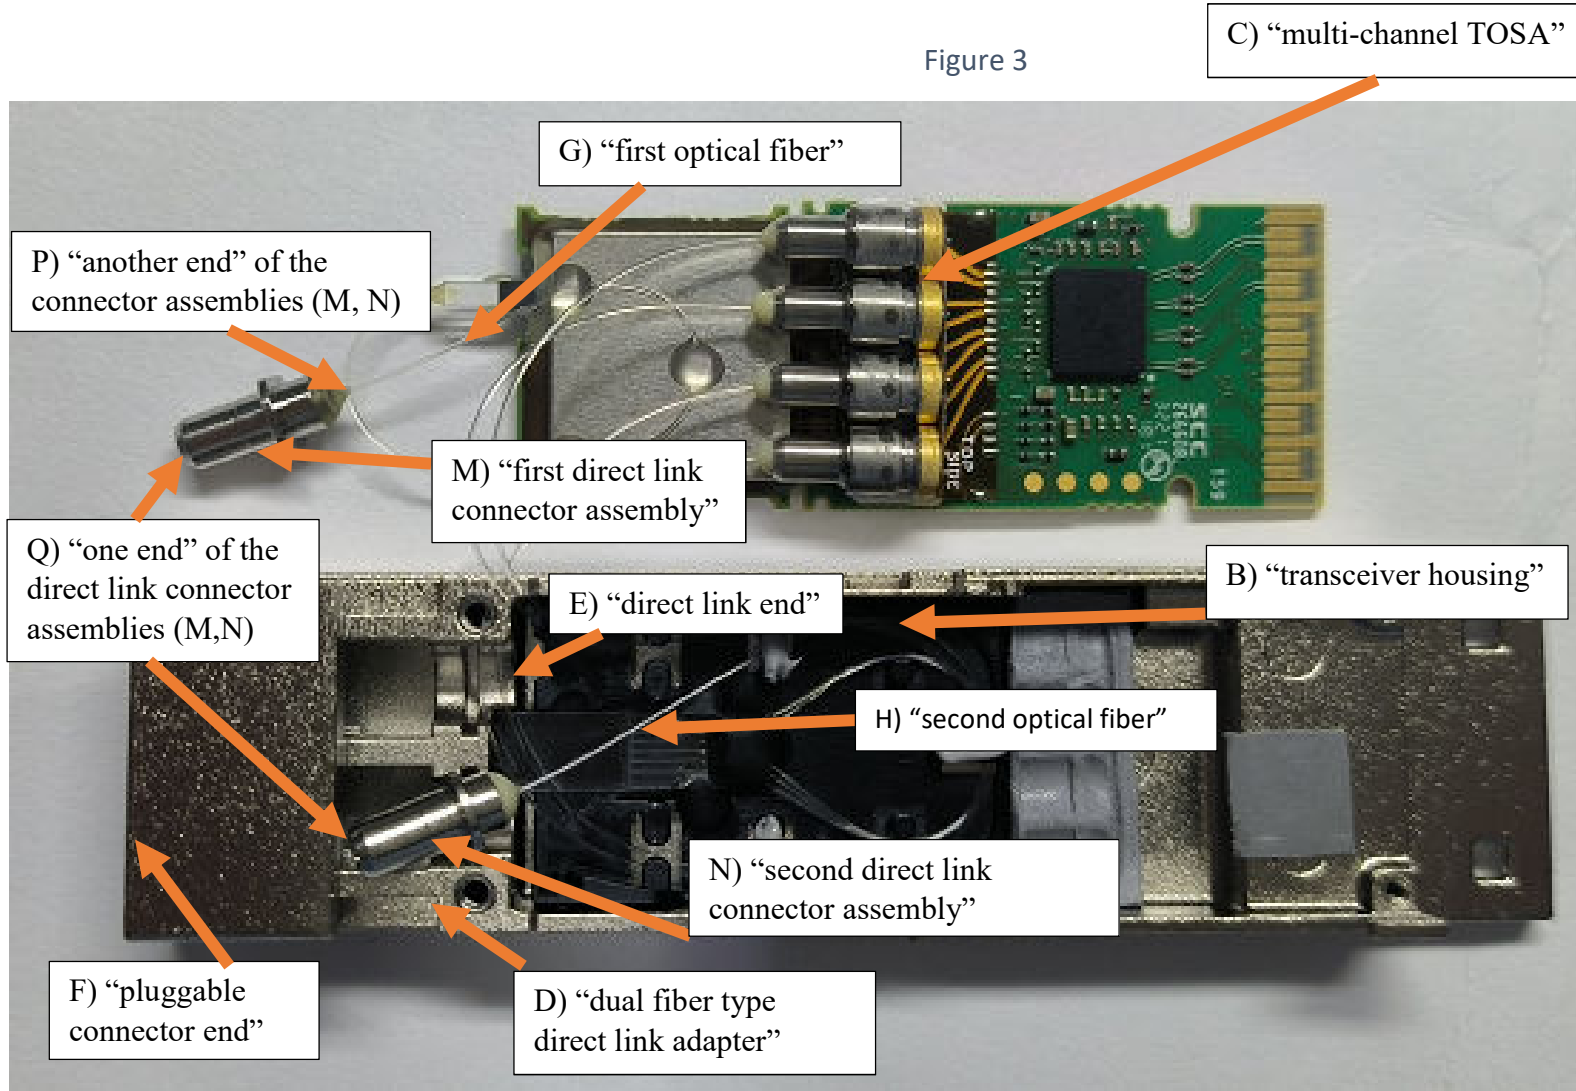 C) “multi-channel TOSA”
Figure 3
G) “first optical fiber”
P) “another end” of the
connector assemblies (M, N)
M) “first direct link
connector assembly”
TOP
Side
SCC
159
Q) “one end” of the
direct link connector
assemblies (M,N)
E) “direct link end”
B) “transceiver housing”
H) “second optical fiber”
N) “second direct link
connector assembly”
F) “pluggable
connector end”
D) “dual fiber type
direct link adapter”